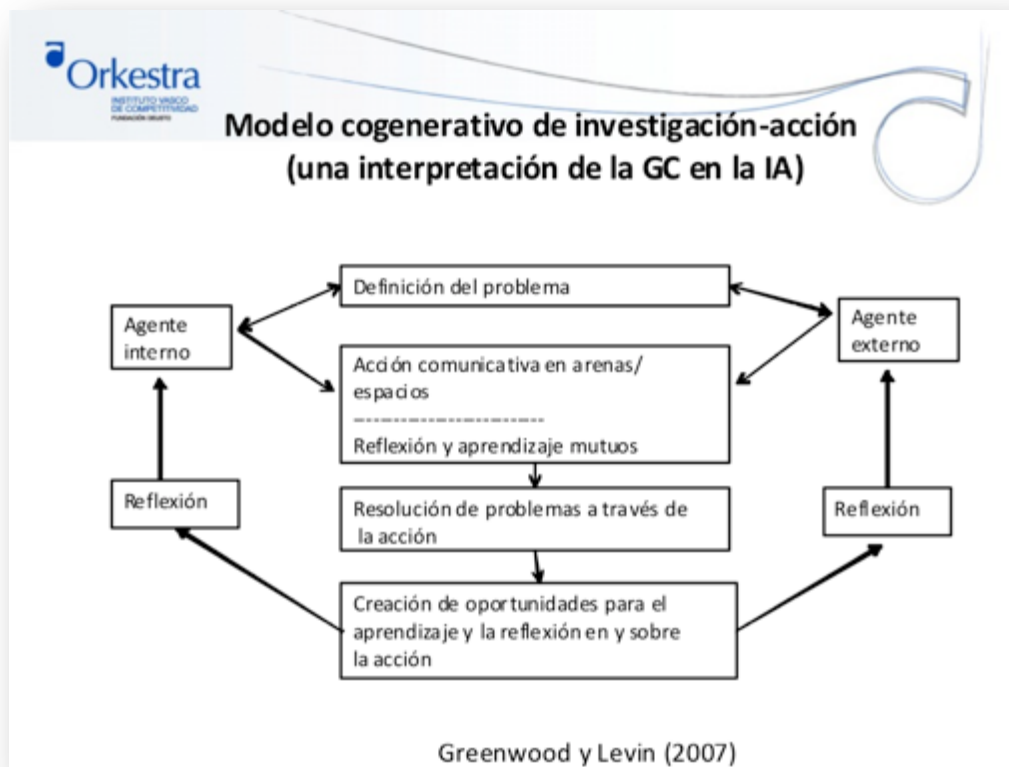 Orkestra
INSTITUTO VASCO
DE COMPETITIVIDAD
FUNDACIÓN DEUSTO
Modelo cogenerativo de investigación-acción
(una interpretación de la GC en la IA)
Definición del problema
Agente
interno
Agente
externo
Acción comunicativa en arenas/
espacios
----------------------------
Reflexión y aprendizaje mutuos
Reflexión
Resolución de problemas a través de
la acción
Reflexión
Creación de oportunidades para el
aprendizaje y la reflexión en y sobre
la acción
Greenwood y Levin (2007)